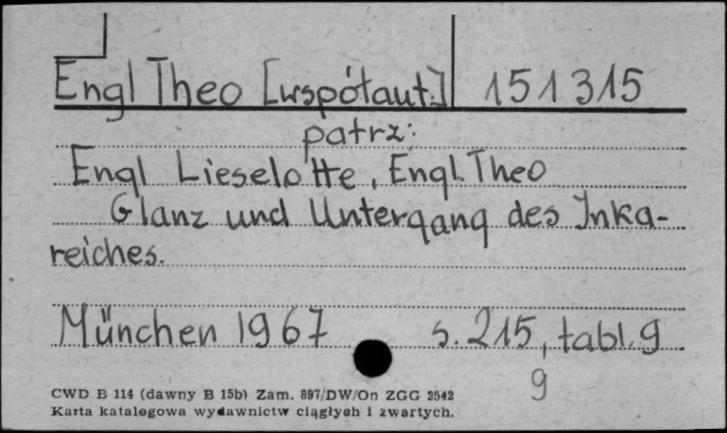 Engl Theo [współaut.] 151315
patrz:
Engl Lieselotte, Engl Theo
Glanz und Untergang des Inka-
reiches.
München 1967 s. 215, tabl. 9
9
CWD B 114 (dawny B 15b) Zam. 897/DW/On ZGG 2542
Karta katalogowa wydawnictw ciągłych i zwartych.